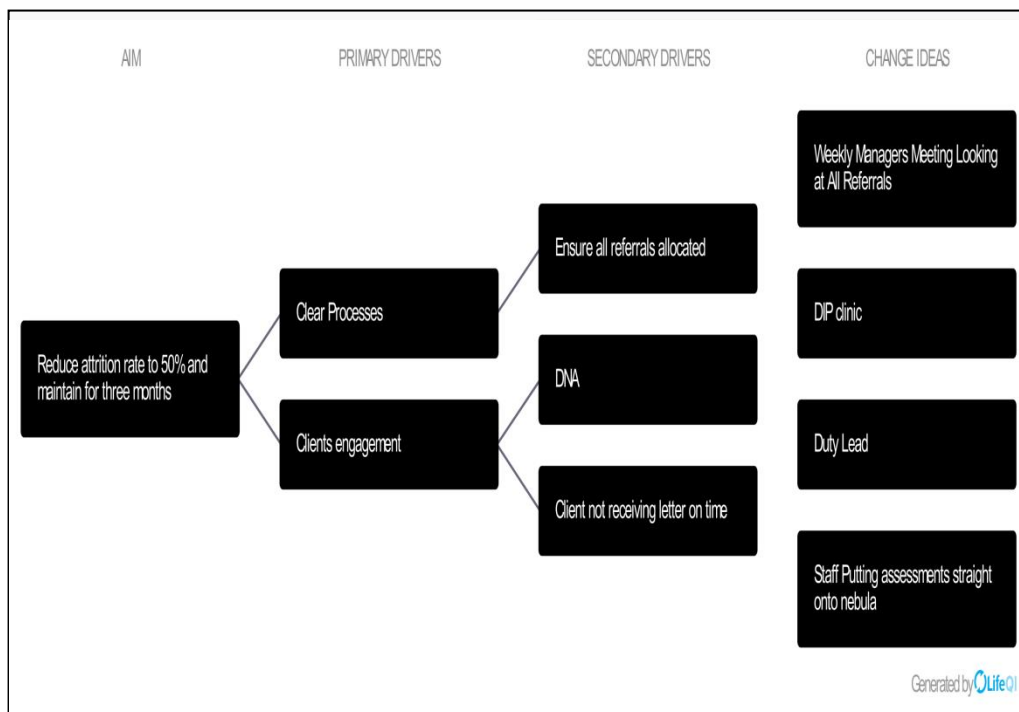 AIM
PRIMARY DRIVERS
SECONDARY DRIVERS
CHANGE IDEAS
Reduce attrition rate to 50% and
maintain for three months
Clear Processes
Clients engagement
Ensure all referrals allocated
DNA
Client not receiving letter on time
Weekly Managers Meeting Looking
at All Referrals
DIP clinic
Duty Lead
Staff Putting assessments straight
onto nebula
Generated by LifeQI